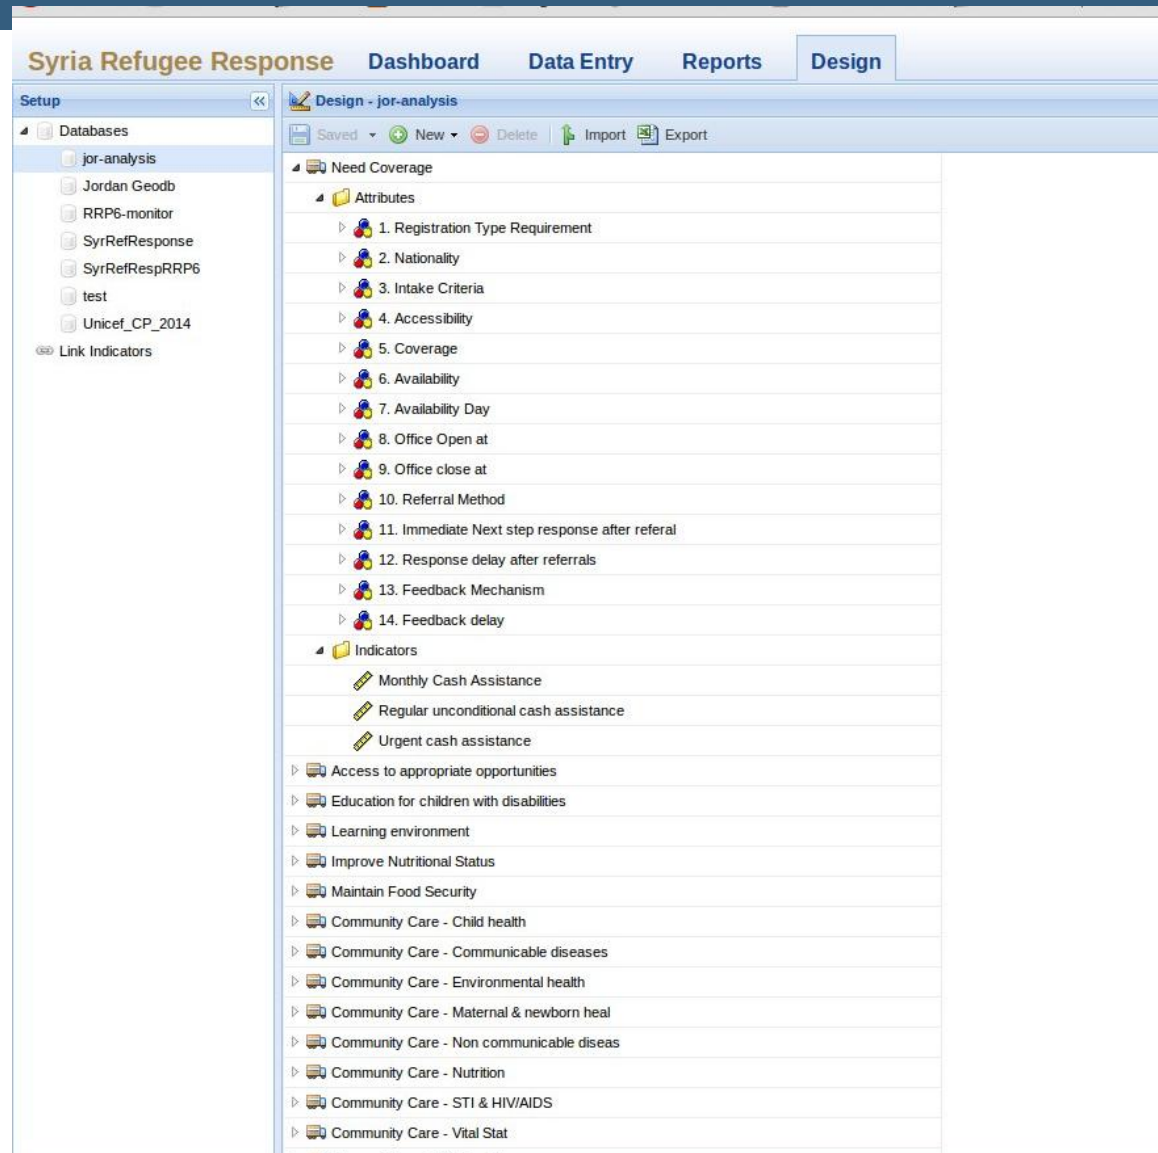 Syria Refugee Response Dashboard Data Entry Reports Design
Setup
Databases
jor-analysis
Jordan Geodb
RRP6-monitor
SyrRefResponse
SyrRefRespRRP6
test
Unicef_CP_2014
Link Indicators
Design - jor-analysis
Saved New Delete Import Export
Need Coverage
Attributes
1. Registration Type Requirement
2. Nationality
3. Intake Criteria
4. Accessibility
5. Coverage
6. Availability
7. Availability Day
8. Office Open at
9. Office close at
10. Referral Method
11. Immediate Next step response after referal
12. Response delay after referrals
13. Feedback Mechanism
14. Feedback delay
Indicators
Monthly Cash Assistance
Regular unconditional cash assistance
Urgent cash assistance
Access to appropriate opportunities
Education for children with disabilities
Learning environment
Improve Nutritional Status
Maintain Food Security
Community Care - Child health
Community Care - Communicable diseases
Community Care - Environmental health
Community Care - Maternal & newborn heal
Community Care - Non communicable diseas
Community Care - Nutrition
Community Care - STI & HIV/AIDS
Community Care - Vital Stat